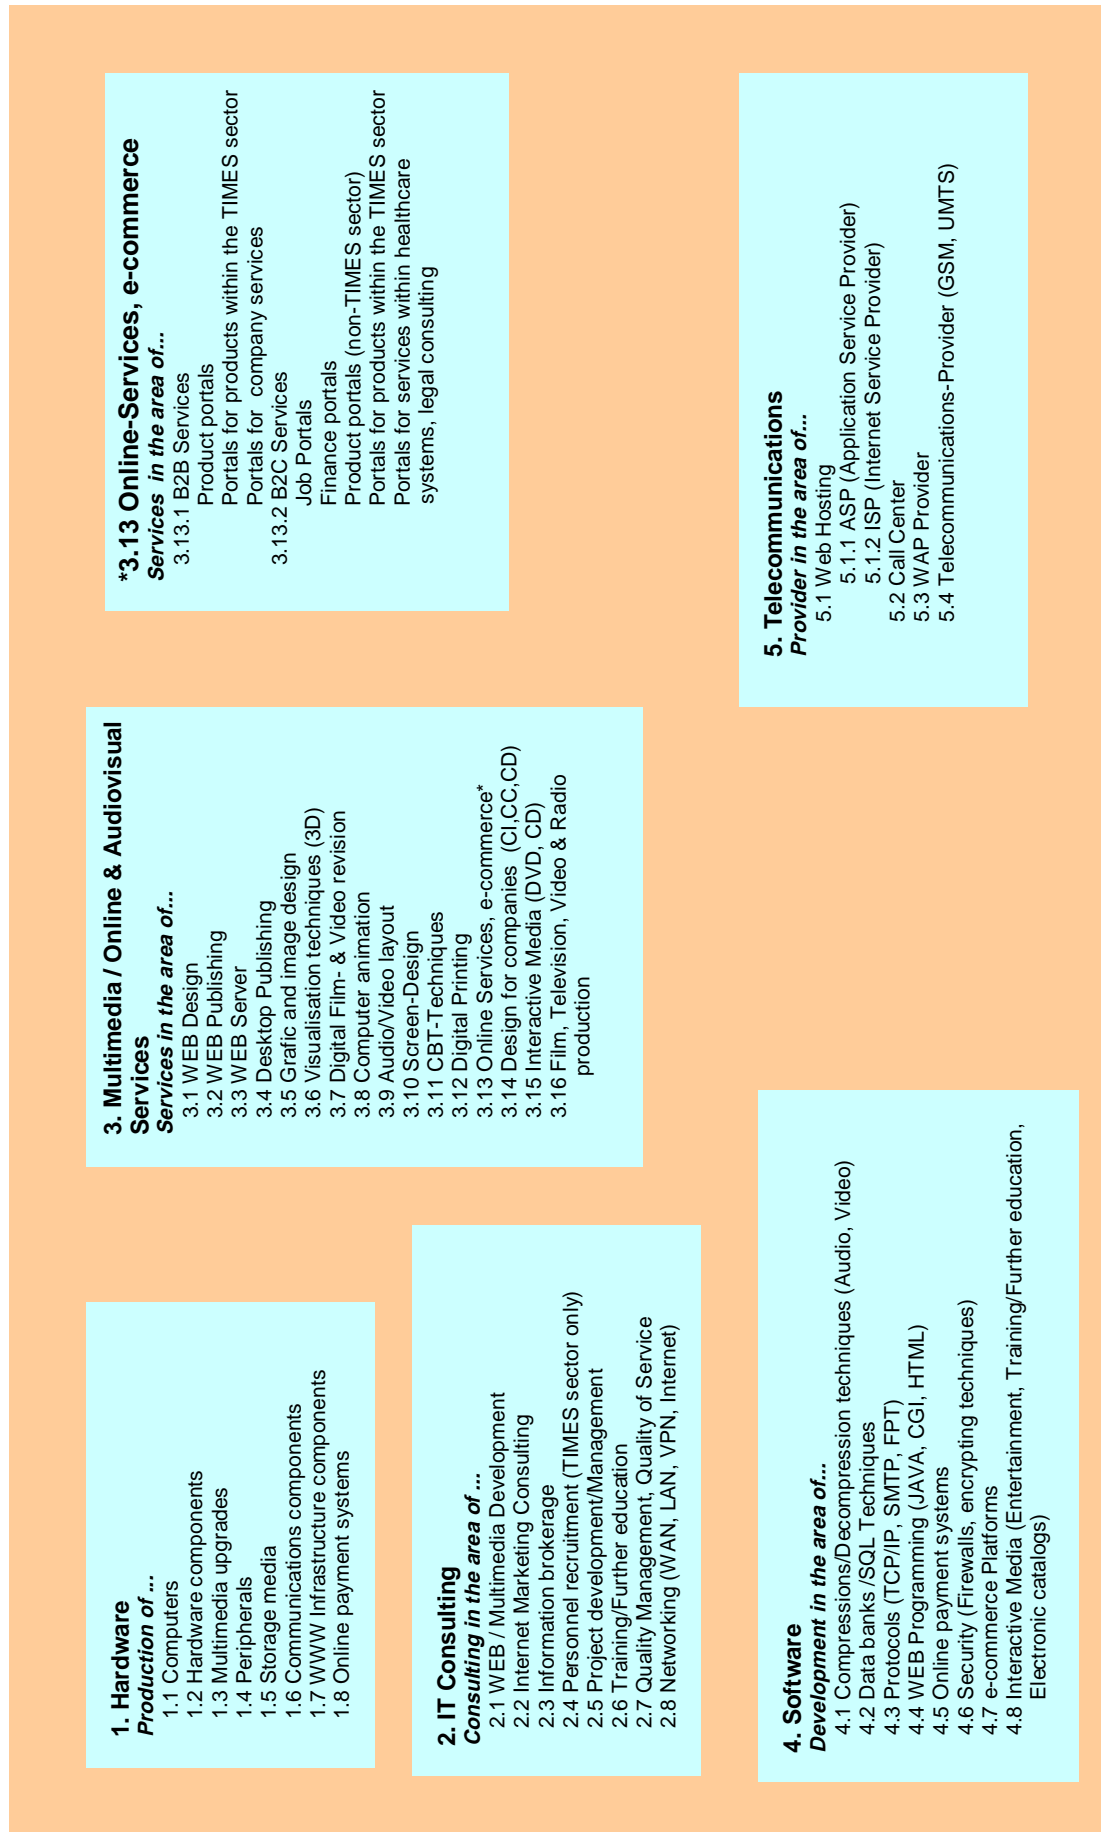 1. Hardware
Production of ...
1.1 Computers
1.2 Hardware components
1.3 Multimedia upgrades
1.4 Peripherals
1.5 Storage media
1.6 Communications components
1.7 WWW Infrastructure components
1.8 Online payment systems
2. IT Consulting
Consulting in the area of ...
2.1 WEB / Multimedia Development
2.2 Internet Marketing Consulting
2.3 Information brokerage
2.4 Personnel recruitment (TIMES sector only)
2.5 Project development/Management
2.6 Training/Further education
2.7 Quality Management, Quality of Service
2.8 Networking (WAN, LAN, VPN, Internet)
4. Software
Development in the area of...
4.1 Compressions/Decompression techniques (Audio, Video)
4.2 Data banks /SQL Techniques
4.3 Protocols (TCP/IP, SMTP, FPT)
4.4 WEB Programming (JAVA, CGI, HTML)
4.5 Online payment systems
4.6 Security (Firewalls, encrypting techniques)
4.7 e-commerce Platforms
4.8 Interactive Media (Entertainment, Training/Further education,
Electronic catalogs)
3. Multimedia / Online & Audiovisual
Services
Services in the area of...
3.1 WEB Design
3.2 WEB Publishing
3.3 WEB Server
3.4 Desktop Publishing
3.5 Grafic and image design
3.6 Visualisation techniques (3D)
3.7 Digital Film- & Video revision
3.8 Computer animation
3.9 Audio/Video layout
3.10 Screen-Design
3.11 CBT-Techniques
3.12 Digital Printing
3.13 Online Services, e-commerce*
3.14 Design for companies (CI,CC,CD)
3.15 Interactive Media (DVD, CD)
3.16 Film, Television, Video & Radio
production
*3.13 Online-Services, e-commerce
Services in the area of...
3.13.1 B2B Services
Product portals
Portals for products within the TIMES sector
Portals for company services
3.13.2 B2C Services
Job Portals
Finance portals
Product portals (non-TIMES sector)
Portals for products within the TIMES sector
Portals for services within healthcare
systems, legal consulting
5. Telecommunications
Provider in the area of...
5.1 Web Hosting
5.1.1 ASP (Application Service Provider)
5.1.2 ISP (Internet Service Provider)
5.2 Call Center
5.3 WAP Provider
5.4 Telecommunications-Provider (GSM, UMTS)